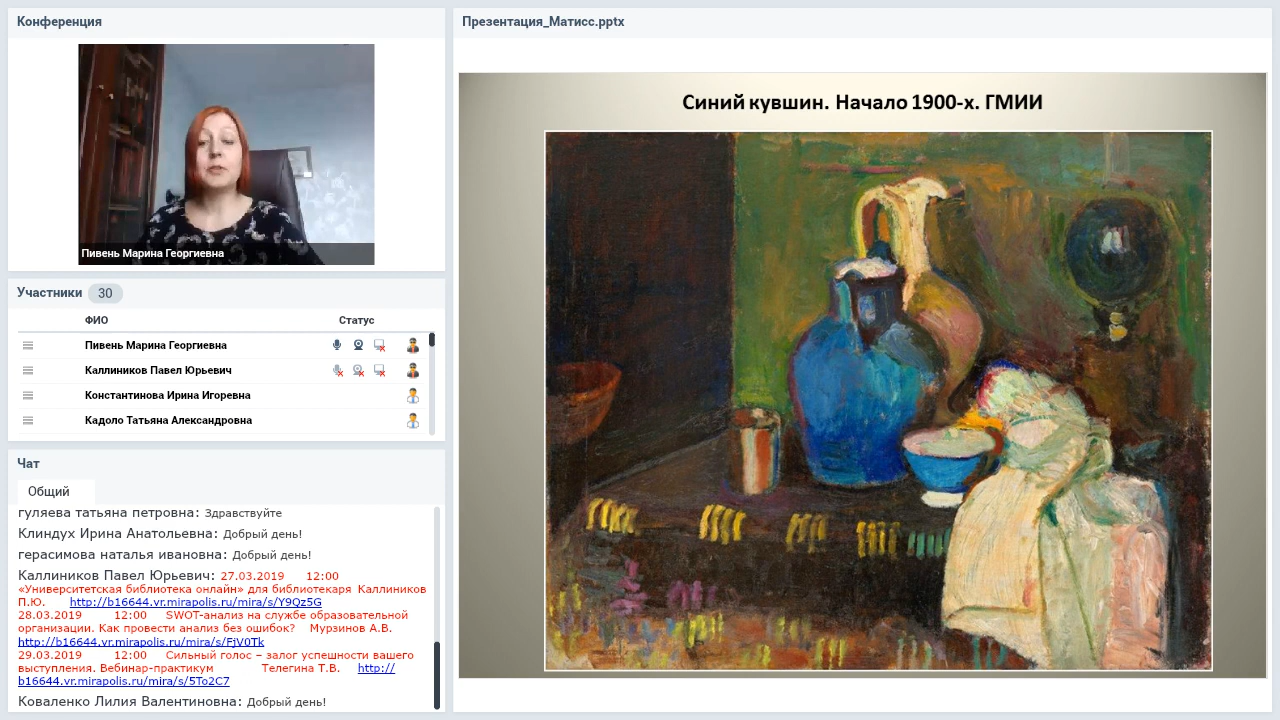 Конференция
Пивень Марина Георгиевна
Участники 30
ФИО Статус
Пивень Марина Георгиевна
Каллиников Павел Юрьевич
Константинова Ирина Игоревна
Кадоло Татьяна Александровна
Чат
Общий
гуляева татьяна петровна: Здравствуйте
Клиндух Ирина Анатольевна: Добрый день!
герасимова наталья ивановна: Добрый день!
Каллиников Павел Юрьевич: 27.03.2019 12:00
«Университетская библиотека онлайн» для библиотекаря Каллиников
П.Ю. http://b16644.vr.mirapolis.ru/mira/s/Y9Qz5G
28.03.2019 12:00 SWOT-анализ на службе образовательной
организации. Как провести анализ без ошибок? Мурзинов А.В.
http://b16644.vr.mirapolis.ru/mira/s/FjV0Tk
29.03.2019 12:00 Сильный голос – залог успешности вашего
выступления. Вебинар-практикум Телегина Т.В. http://
b16644.vr.mirapolis.ru/mira/s/5To2C7
Коваленко Лилия Валентиновна: Добрый день!
Презентация_Матисс.pptx
Синий кувшин. Начало 1900-х. ГМИИ